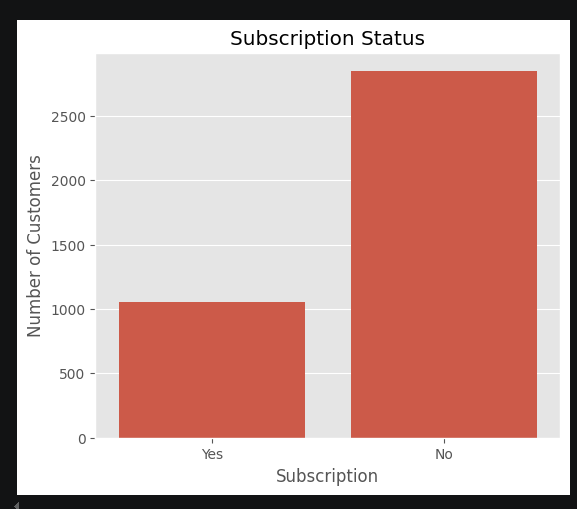 Subscription Status
Number of Customers
2500
2000
1500
1000
500
0
Yes No
Subscription